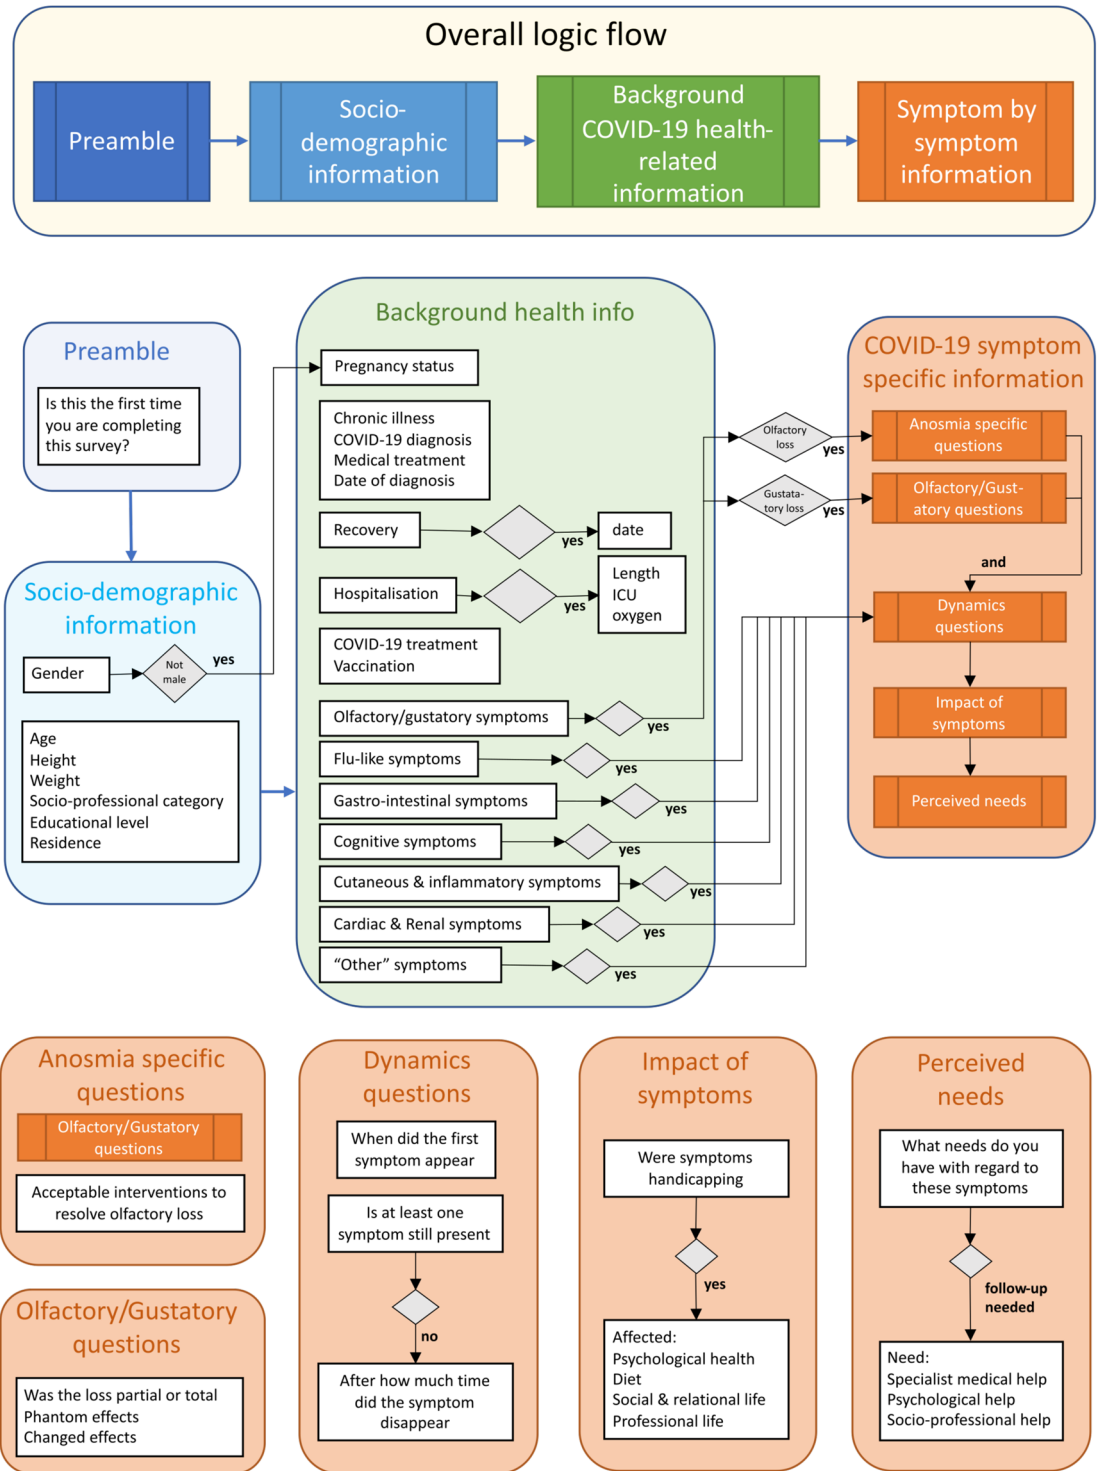 Overall logic flow
Preamble
Socio-
demographic
information
Background
COVID-19 health-
related
information
Symptom by
symptom
information
Preamble
Is this the first time
you are completing
this survey?
Socio-demographic
information
Gender
Not
male
yes
Age
Height
Weight
Socio-professional category
Educational level
Residence
Background health info
Pregnancy status
Chronic illness
COVID-19 diagnosis
Medical treatment
Date of diagnosis
Recovery
yes
date
Hospitalisation
yes
Length
ICU
oxygen
COVID-19 treatment
Vaccination
Olfactory/gustatory symptoms
yes
Flu-like symptoms
yes
Gastro-intestinal symptoms
yes
Cognitive symptoms
yes
Cutaneous & inflammatory symptoms
yes
Cardiac & Renal symptoms
yes
“Other” symptoms
yes
Olfactory
loss
yes
Gustata-
tory loss
yes
COVID-19 symptom
specific information
Anosmia specific
questions
Olfactory/Gust-
atory questions
and
Dynamics
questions
Impact of
symptoms
Perceived needs
Anosmia specific
questions
Olfactory/Gustatory
questions
Acceptable interventions to
resolve olfactory loss
Olfactory/Gustatory
questions
Was the loss partial or total
Phantom effects
Changed effects
Dynamics
questions
When did the first
symptom appear
Is at least one
symptom still present
no
After how much time
did the symptom
disappear
Impact of
symptoms
Were symptoms
handicapping
yes
Affected:
Psychological health
Diet
Social & relational life
Professional life
Perceived
needs
What needs do you
have with regard to
these symptoms
follow-up
needed
Need:
Specialist medical help
Psychological help
Socio-professional help